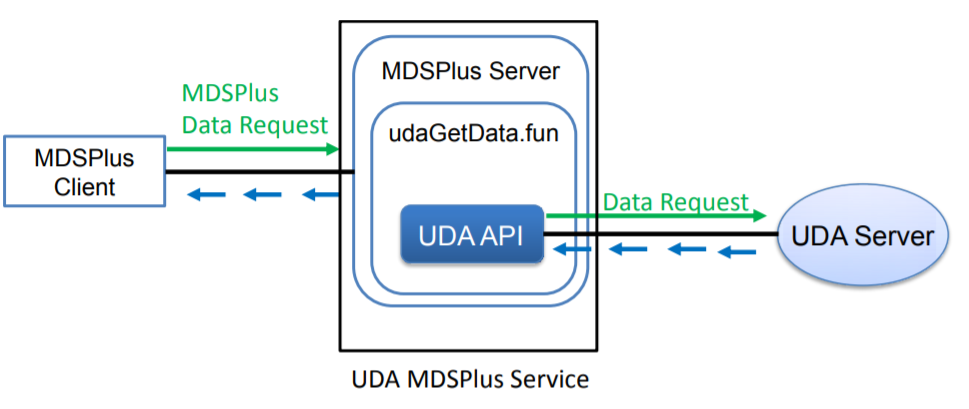 MDSPlus Server
MDSPlus
Data Request
udaGetData.fun
MDSPlus
Client
Data Request
UDA API
UDA Server
UDA MDSPlus Service